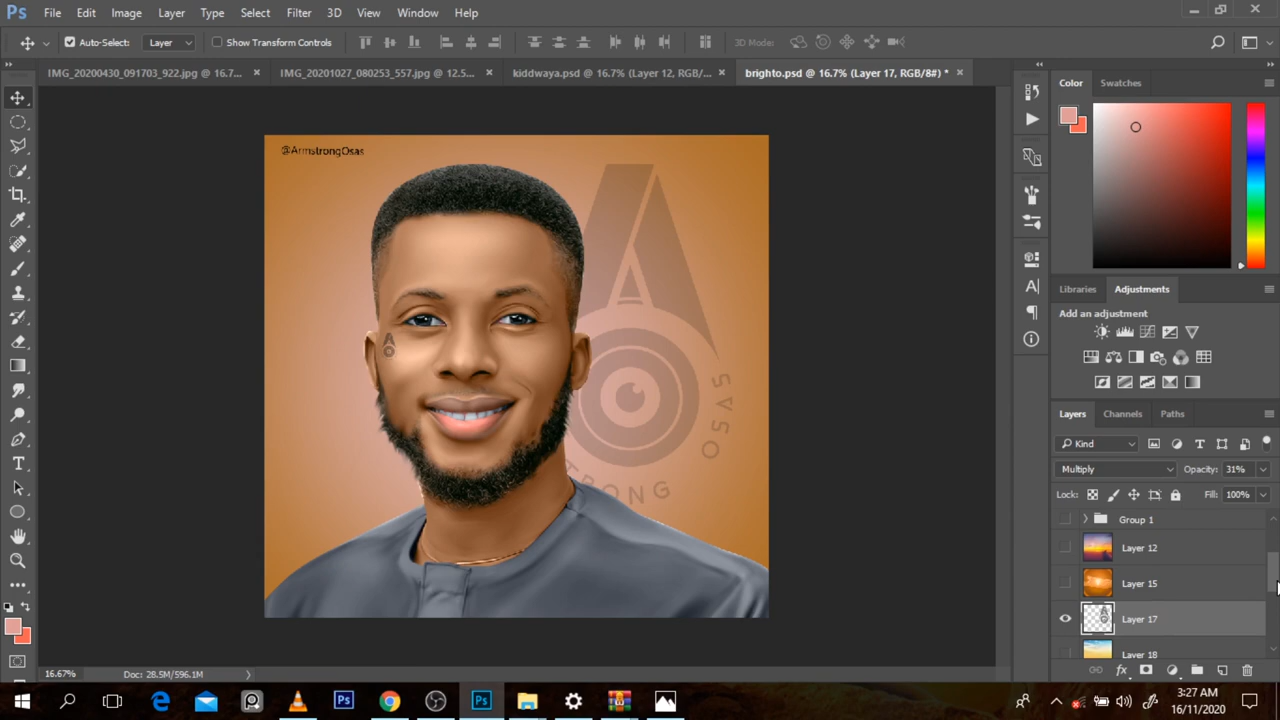 Ps File Edit Image Layer Type Select Filter 3D View Window Help
Auto-Select: Layer Show Transform Controls 3D Mode:
IMG_20200430_091703_922.jpg @ 16.7... × IMG_20201027_080253_557.jpg @ 12.5... × kiddwaya.psd @ 16.7% (Layer 12, RGB/... × brighto.psd @ 16.7% (Layer 17, RGB/8#) * ×
Color Swatches
@ArmstrongOsas
Libraries Adjustments
Add an adjustment
OSAS
TRONG
Layers Channels Paths
Kind
Multiply Opacity: 31%
Lock: Fill: 100%
Group 1
Layer 12
Layer 15
Layer 17
Layer 18
16.67% Doc: 28.5M/596.1M
Ps Ps
3:27 AM
16/11/2020